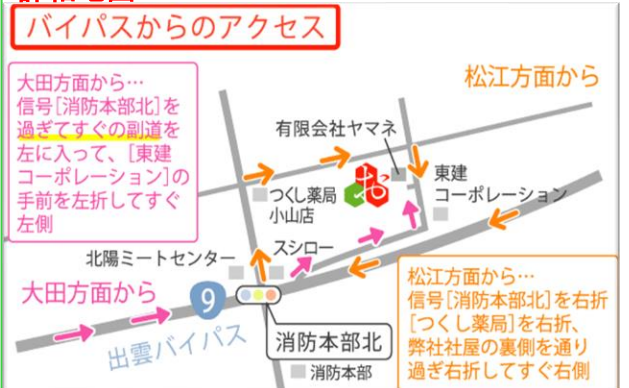 バイパスからのアクセス
大田方面から…
信号[消防本部北]を
過ぎてすぐの副道を
左に入って、[東建
コーポレーション]の
手前を左折してすぐ
左側
松江方面から
有限会社ヤマネ
お
東建
コーポレーション
つくし薬局
小山店
スシロー
北陽ミートセンター
大田方面から
9
出雲バイパス
消防本部北
消防本部
松江方面から…
信号[消防本部北]を右折
[つくし薬局]を右折、
弊社社屋の裏側を通り
過ぎ右折してすぐ右側